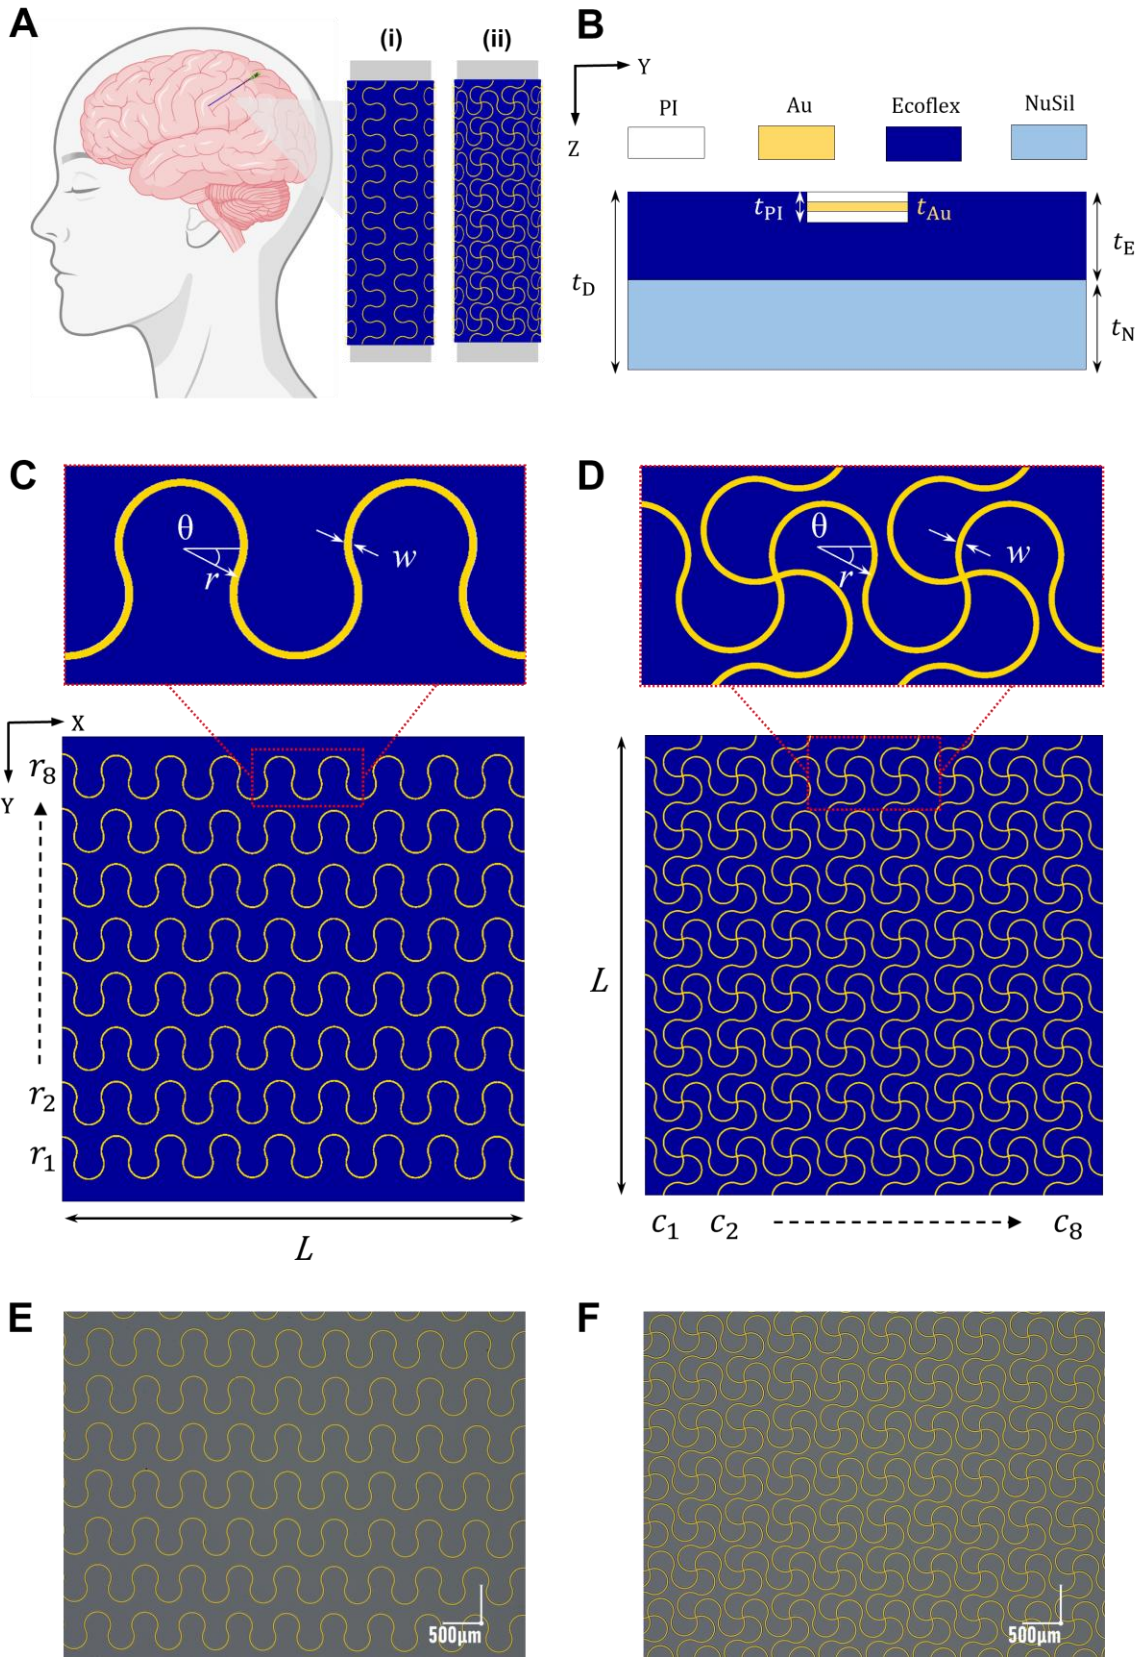 A
(i)
(ii)
B
Y
Z
PI
Au
Ecoflex
NuSil
t_PI
t_Au
t_E
t_D
t_N
C
θ
r
w
D
θ
r
w
X
Y
r_8
r_2
r_1
L
L
c_1 c_2 c_8
E
500µm
F
500µm